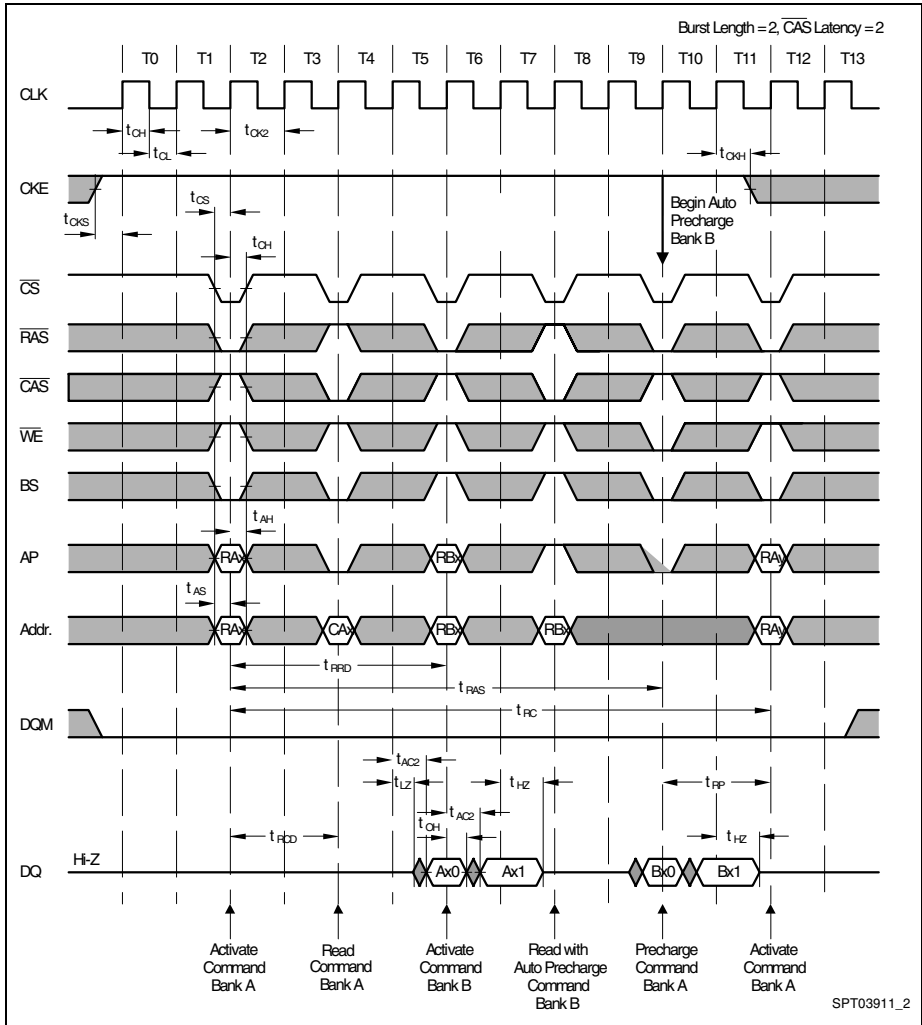 Burst Length = 2, CAS Latency = 2
T0 T1 T2 T3 T4 T5 T6 T7 T8 T9 T10 T11 T12 T13
CLK
tCH
tCK2
tCL
tCKH
CKE
tCS
Begin Auto
Precharge
Bank B
tCKS
tCH
CS
RAS
CAS
WE
BS
tAH
AP
RAx
RBx
RAy
tAS
Addr.
RAx
CAx
RBx
RBx
RAy
tRRD
tRAS
tRC
DQM
tAC2
tLZ
tHZ
tRP
tAC2
tOH
tRCD
tHZ
Hi-Z
DQ
Ax0
Ax1
Bx0
Bx1
Activate
Command
Bank A
Read
Command
Bank A
Activate
Command
Bank B
Read with
Auto Precharge
Command
Bank B
Precharge
Command
Bank A
Activate
Command
Bank A
SPT03911_2